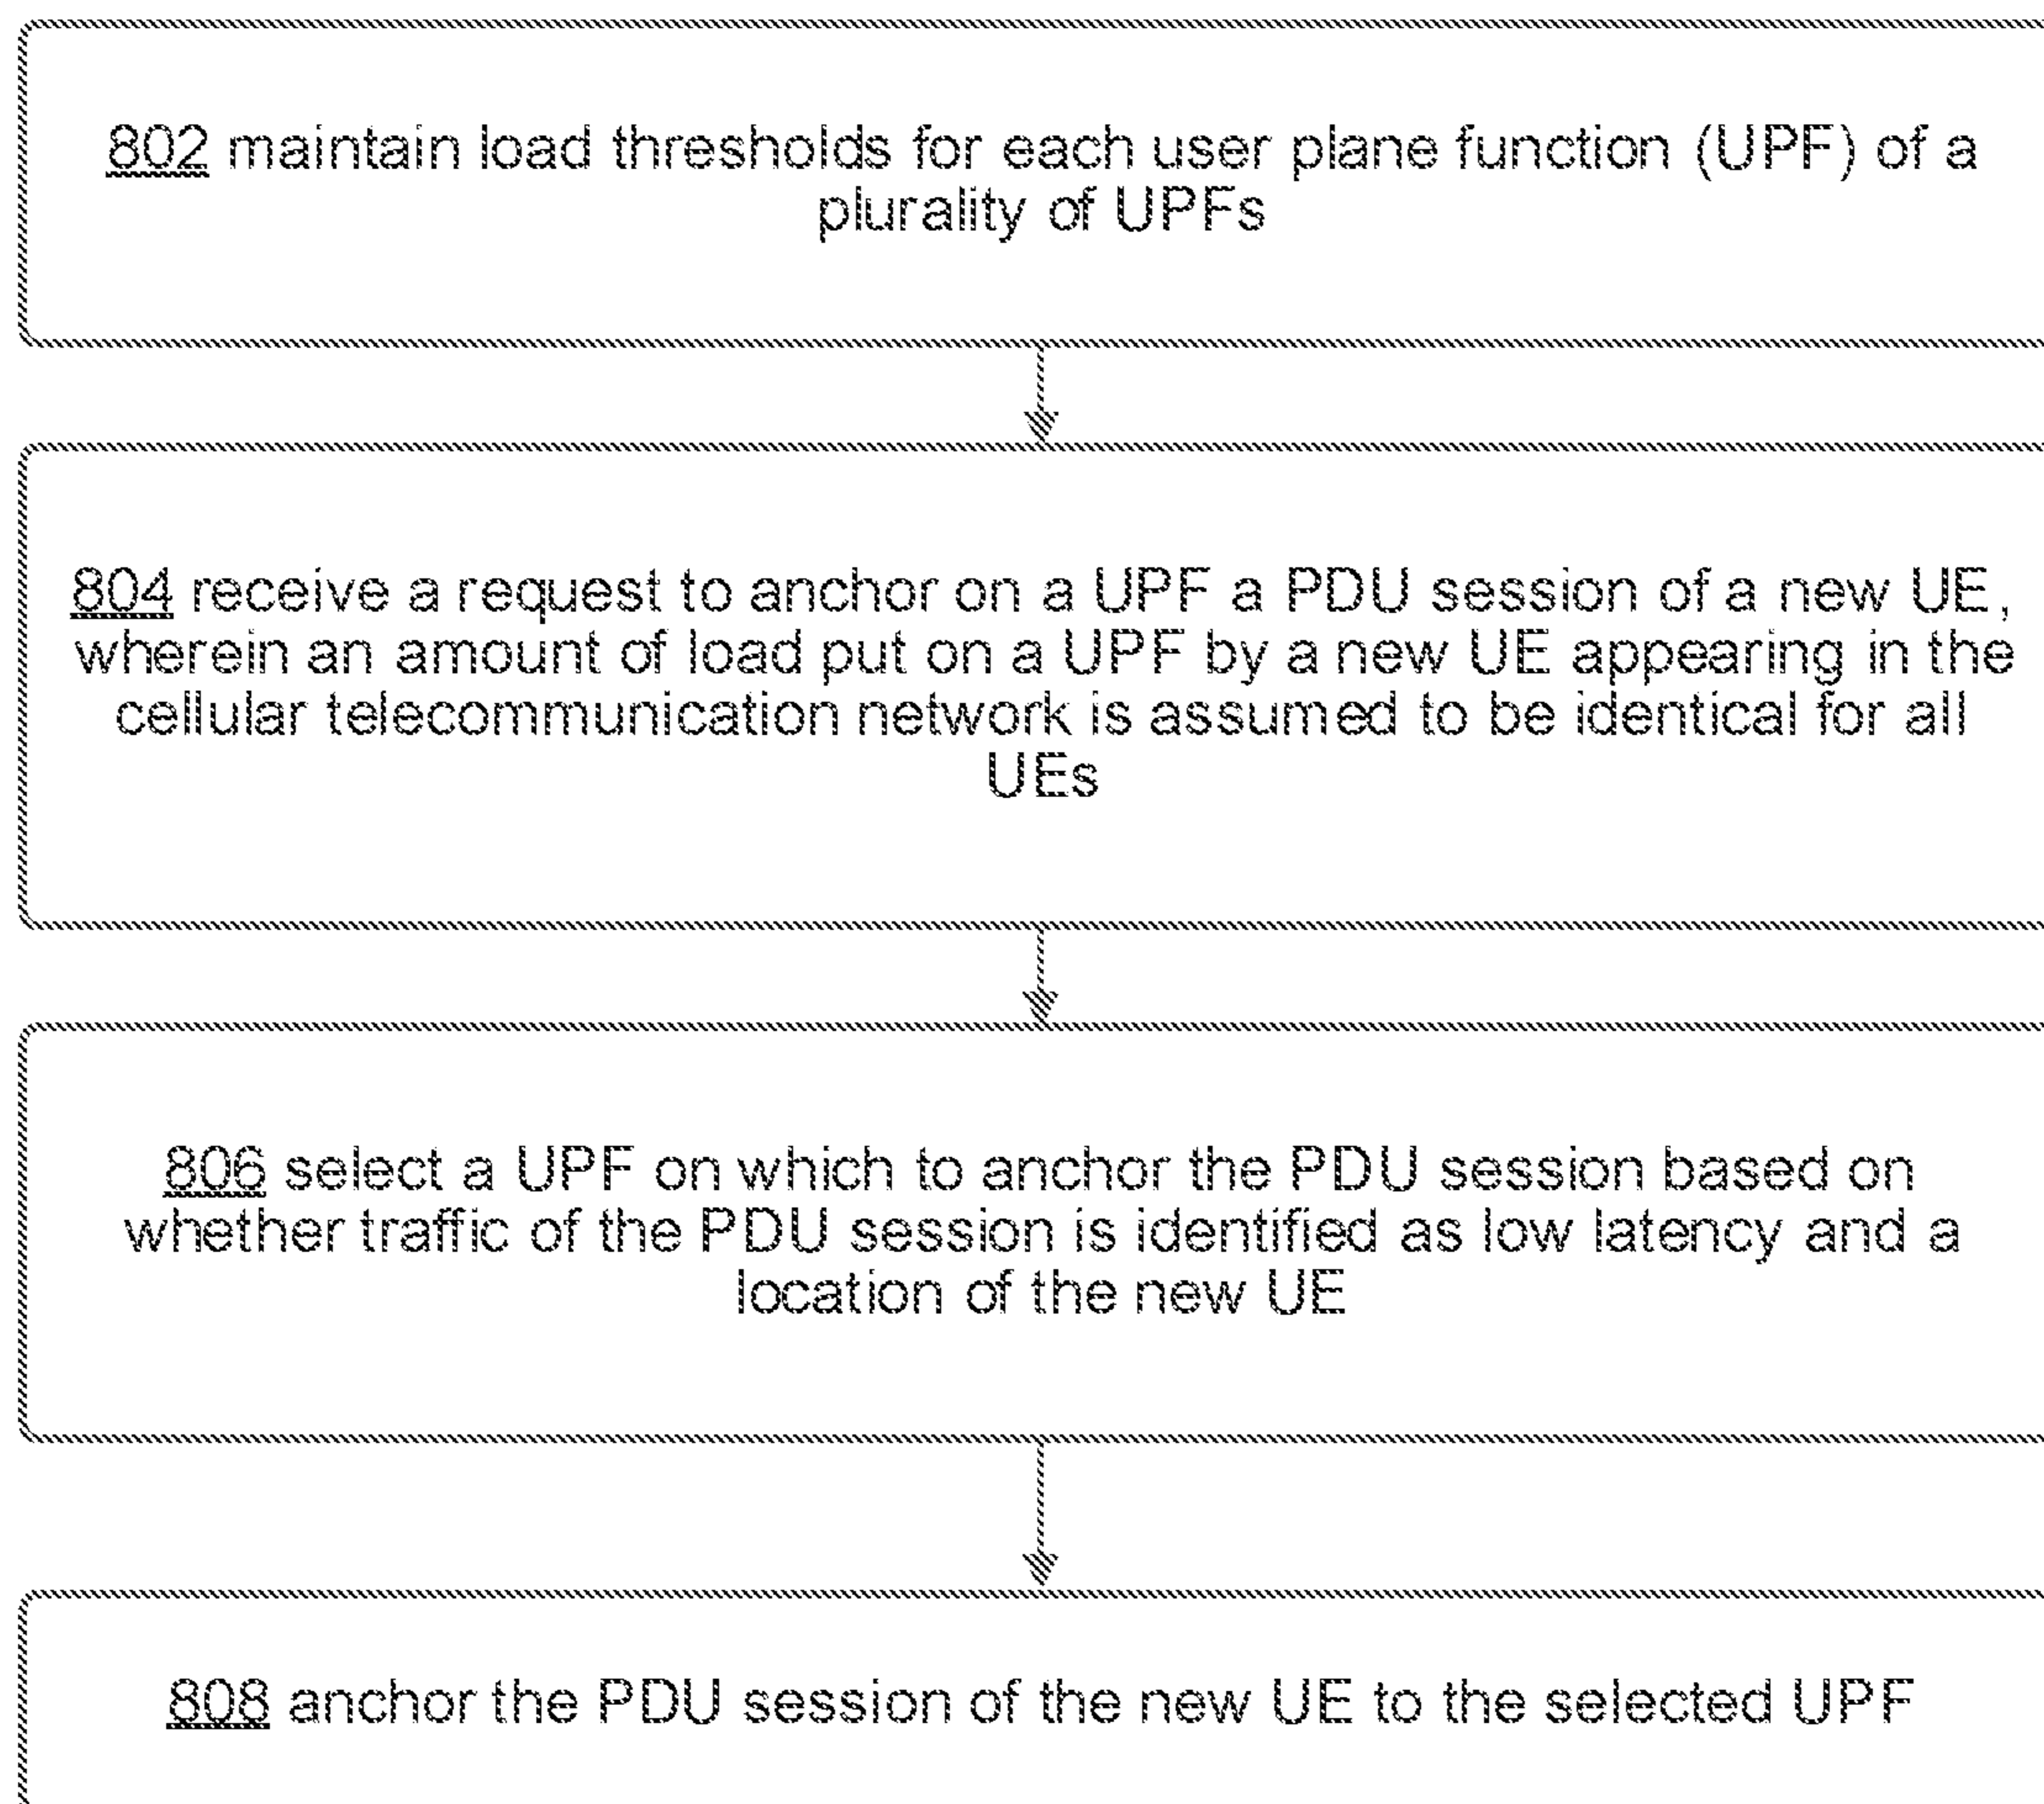 802 maintain load thresholds for each user plane function (UPF) of a
plurality of UPFs
804 receive a request to anchor on a UPF a PDU session of a new UE,
wherein an amount of load put on a UPF by a new UE appearing in the
cellular telecommunication network is assumed to be identical for all
UEs
806 select a UPF on which to anchor the PDU session based on
whether traffic of the PDU session is identified as low latency and a
location of the new UE
808 anchor the PDU session of the new UE to the selected UPF